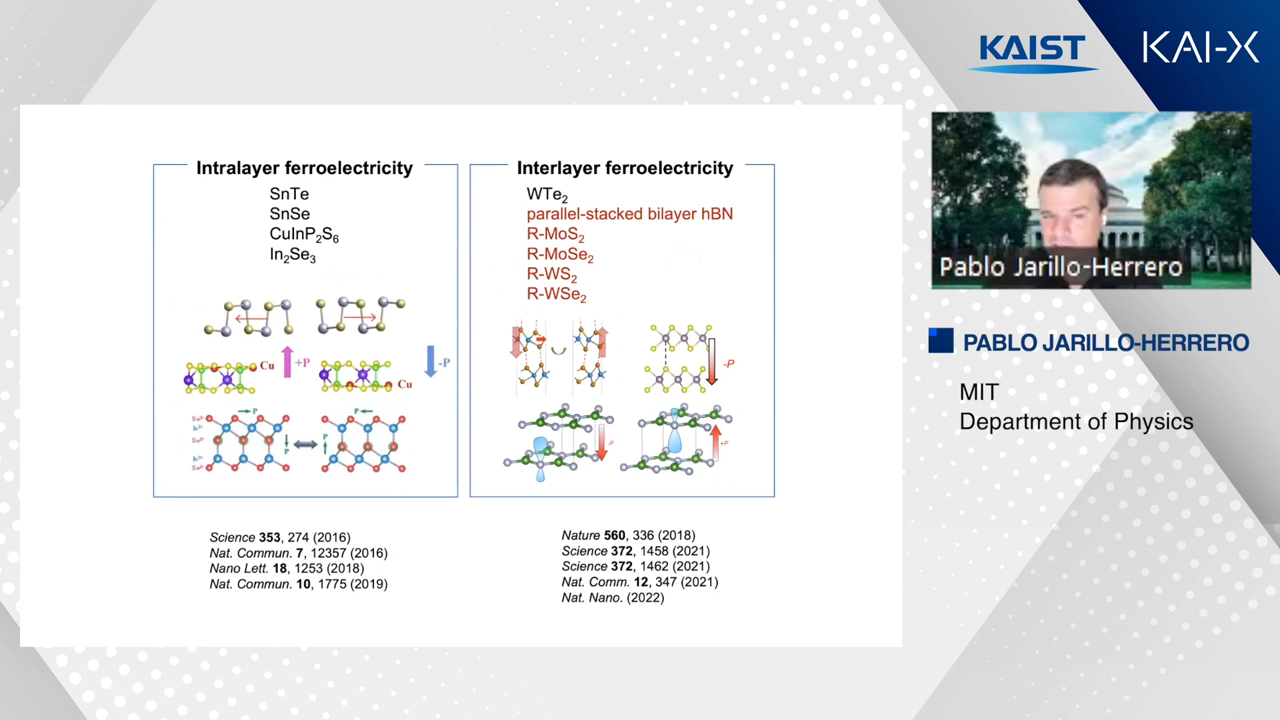 KAIST
KAI-X
Intralayer ferroelectricity
SnTe
SnSe
CuInP2S6
In2Se3
+P
-P
Cu
Cu
P
P
P
P
Interlayer ferroelectricity
WTe2
parallel-stacked bilayer hBN
R-MoS2
R-MoSe2
R-WS2
R-WSe2
-P
-P
+P
Science 353, 274 (2016)
Nat. Commun. 7, 12357 (2016)
Nano Lett. 18, 1253 (2018)
Nat. Commun. 10, 1775 (2019)
Nature 560, 336 (2018)
Science 372, 1458 (2021)
Science 372, 1462 (2021)
Nat. Comm. 12, 347 (2021)
Nat. Nano. (2022)
Pablo Jarillo-Herrero
PABLO JARILLO-HERRERO
MIT
Department of Physics